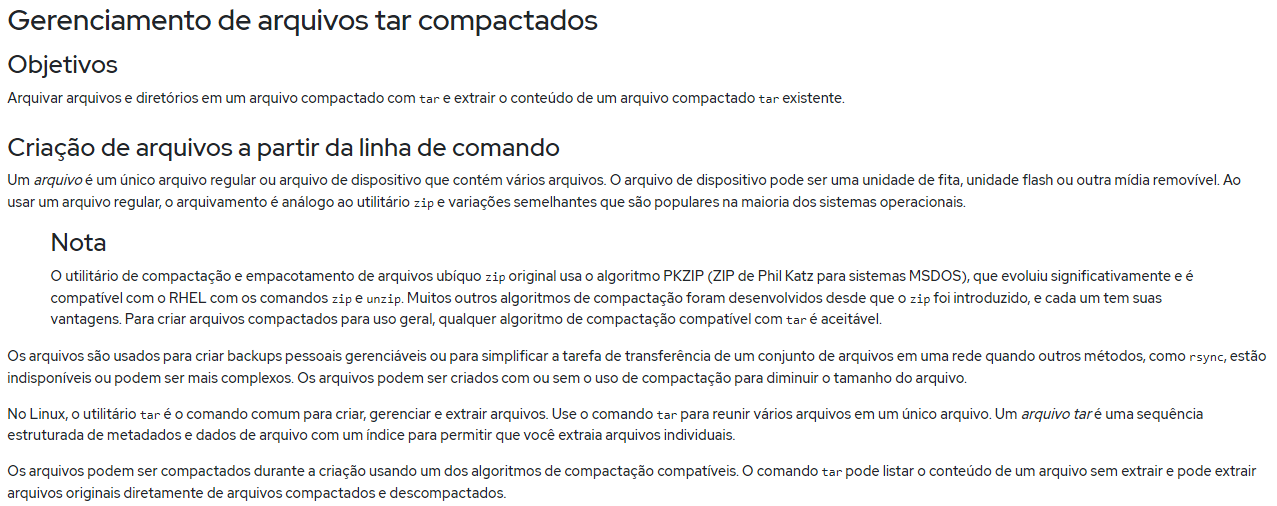 Gerenciamento de arquivos tar compactados
Objetivos
Arquivar arquivos e diretórios em um arquivo compactado com tar e extrair o conteúdo de um arquivo compactado tar existente.
Criação de arquivos a partir da linha de comando
Um arquivo é um único arquivo regular ou arquivo de dispositivo que contém vários arquivos. O arquivo de dispositivo pode ser uma unidade de fita, unidade flash ou outra mídia removível. Ao
usar um arquivo regular, o arquivamento é análogo ao utilitário zip e variações semelhantes que são populares na maioria dos sistemas operacionais.
Nota
O utilitário de compactação e empacotamento de arquivos ubíquo zip original usa o algoritmo PKZIP (ZIP de Phil Katz para sistemas MSDOS), que evoluiu significativamente e é
compatível com o RHEL com os comandos zip e unzip. Muitos outros algoritmos de compactação foram desenvolvidos desde que o zip foi introduzido, e cada um tem suas
vantagens. Para criar arquivos compactados para uso geral, qualquer algoritmo de compactação compatível com tar é aceitável.
Os arquivos são usados para criar backups pessoais gerenciáveis ou para simplificar a tarefa de transferência de um conjunto de arquivos em uma rede quando outros métodos, como rsync, estão
indisponíveis ou podem ser mais complexos. Os arquivos podem ser criados com ou sem o uso de compactação para diminuir o tamanho do arquivo.
No Linux, o utilitário tar é o comando comum para criar, gerenciar e extrair arquivos. Use o comando tar para reunir vários arquivos em um único arquivo. Um arquivo tar é uma sequência
estruturada de metadados e dados de arquivo com um índice para permitir que você extraia arquivos individuais.
Os arquivos podem ser compactados durante a criação usando um dos algoritmos de compactação compatíveis. O comando tar pode listar o conteúdo de um arquivo sem extrair e pode extrair
arquivos originais diretamente de arquivos compactados e descompactados.